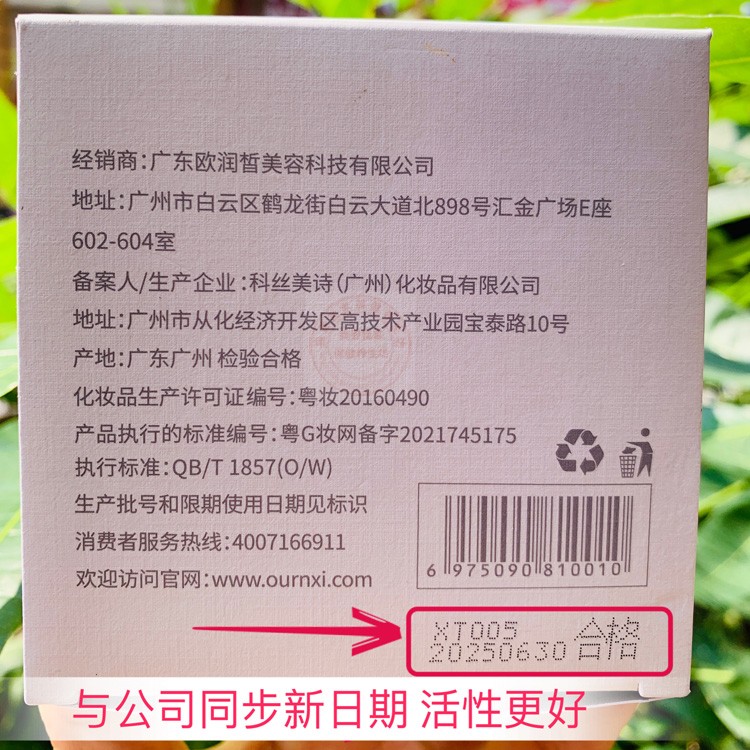 经销商：广东欧润皙美容科技有限公司
地址：广州市白云区鹤龙街白云大道北898号汇金广场E座
602-604室
备案人/生产企业：科丝美诗（广州）化妆品有限公司
地址：广州市从化经济开发区高技术产业园宝泰路10号
产地：广东广州 检验合格
化妆品生产许可证编号：粤妆20160490
产品执行的标准编号：粤G妆网备字2021745175
执行标准：QB/T 1857(O/W)
生产批号和限期使用日期见标识
消费者服务热线：4007166911
欢迎访问官网：www.ournxi.com
6 975090 810010
XT005
20250630 合格
与公司同步新日期 活性更好